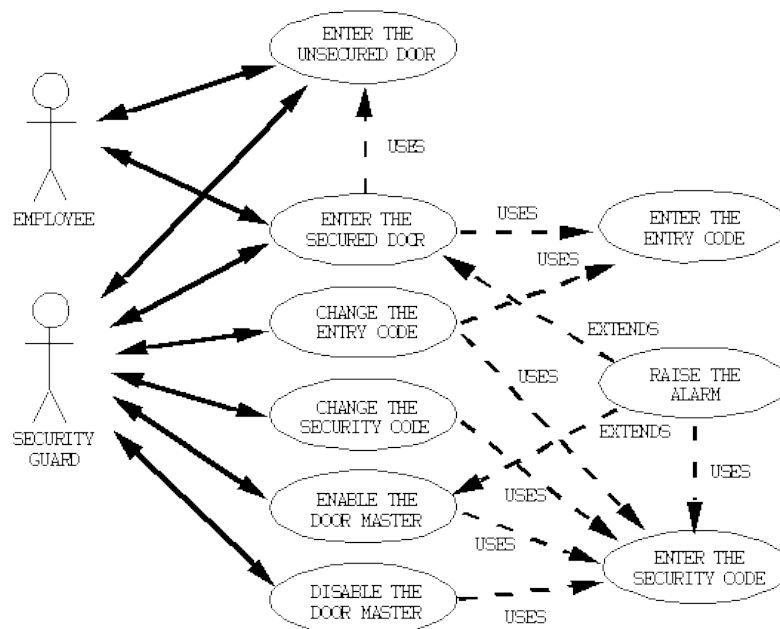 ENTER THE
UNSECURED DOOR
USES
EMPLOYEE
ENTER THE
SECURED DOOR
USES
ENTER THE
ENTRY CODE
USES
CHANGE THE
ENTRY CODE
EXTENDS
USES
RAISE THE
ALARM
SECURITY
GUARD
CHANGE THE
SECURITY CODE
EXTENDS
USES
USES
ENABLE THE
DOOR MASTER
USES
ENTER THE
SECURITY CODE
DISABLE THE
DOOR MASTER
USES